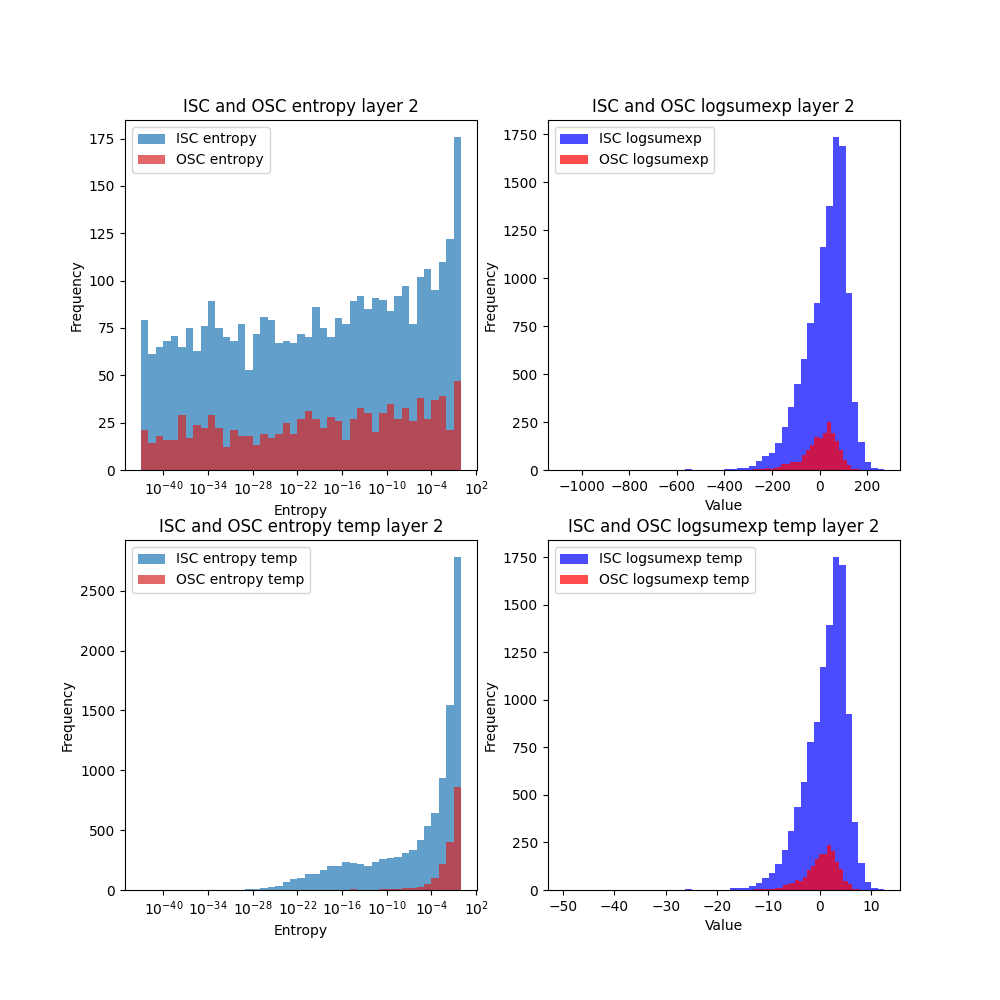 ISC and OSC entropy layer 2
ISC entropy
OSC entropy
175
150
125
100
75
50
25
0
Frequency
10⁻⁴⁰ 10⁻³⁴ 10⁻²⁸ 10⁻²² 10⁻¹⁶ 10⁻¹⁰ 10⁻⁴ 10²
Entropy
ISC and OSC logsumexp layer 2
ISC logsumexp
OSC logsumexp
1750
1500
1250
1000
750
500
250
0
Frequency
−1000 −800 −600 −400 −200 0 200
Value
ISC and OSC entropy temp layer 2
ISC entropy temp
OSC entropy temp
2500
2000
1500
1000
500
0
Frequency
10⁻⁴⁰ 10⁻³⁴ 10⁻²⁸ 10⁻²² 10⁻¹⁶ 10⁻¹⁰ 10⁻⁴ 10²
Entropy
ISC and OSC logsumexp temp layer 2
ISC logsumexp temp
OSC logsumexp temp
1750
1500
1250
1000
750
500
250
0
Frequency
−50 −40 −30 −20 −10 0 10
Value